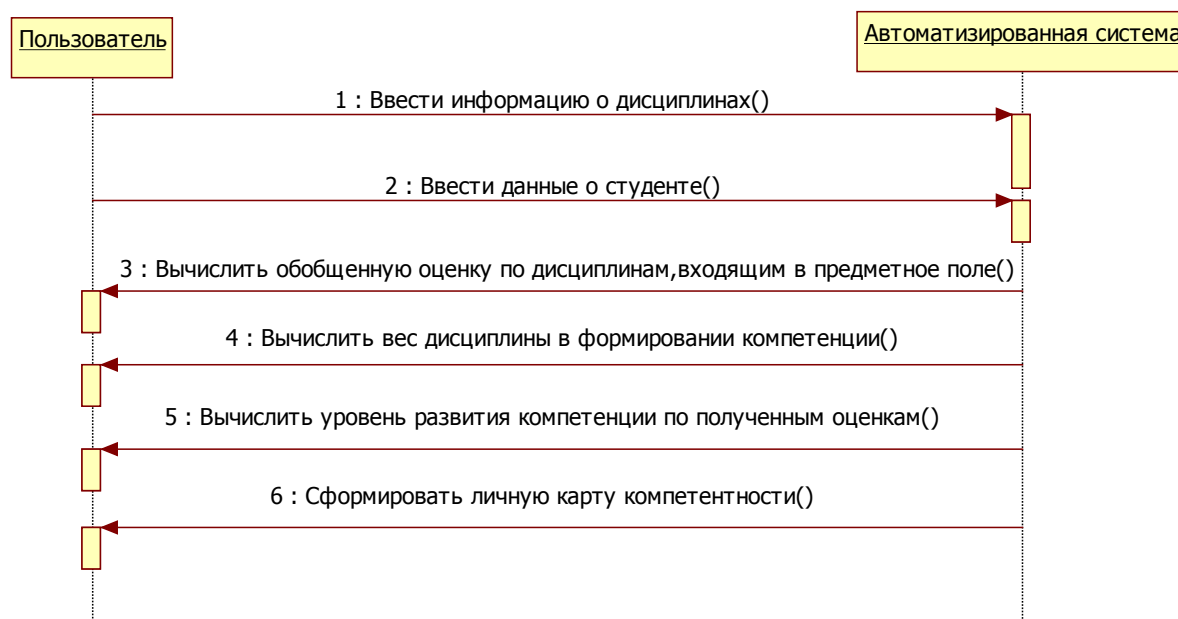 Пользователь
Автоматизированная система
1 : Ввести информацию о дисциплинах()
2 : Ввести данные о студенте()
3 : Вычислить обобщенную оценку по дисциплинам,входящим в предметное поле()
4 : Вычислить вес дисциплины в формировании компетенции()
5 : Вычислить уровень развития компетенции по полученным оценкам()
6 : Сформировать личную карту компетентности()